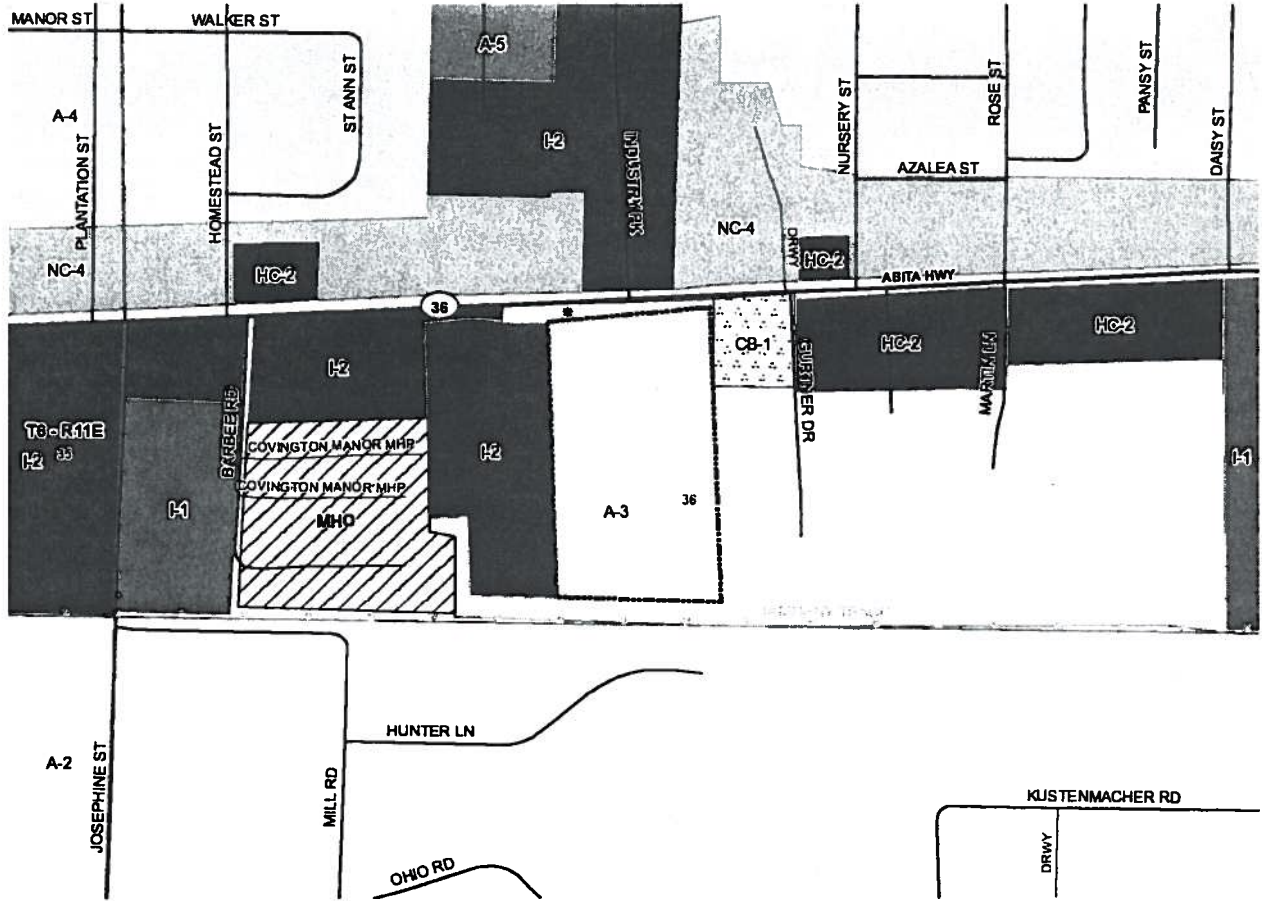 MANOR ST
WALKER ST
A-5
A-4
ST ANN ST
PLANTATION ST
HOMESTEAD ST
I-2
INDUSTRY PK
NURSERY ST
ROSE ST
PANSY ST
DAISY ST
AZALEA ST
NC-4
HC-2
NC-4
DRWY
HC-2
ABITA HWY
36
*
I-2
CB-1
GURTNER DR
HC-2
MARTIN LN
HC-2
T6 - R11E
I-2
35
BARBEE RD
COVINGTON MANOR MHP
COVINGTON MANOR MHP
MHO
I-1
I-2
A-3
36
I-1
A-2
JOSEPHINE ST
MILL RD
HUNTER LN
OHIO RD
KUSTENMACHER RD
DRWY